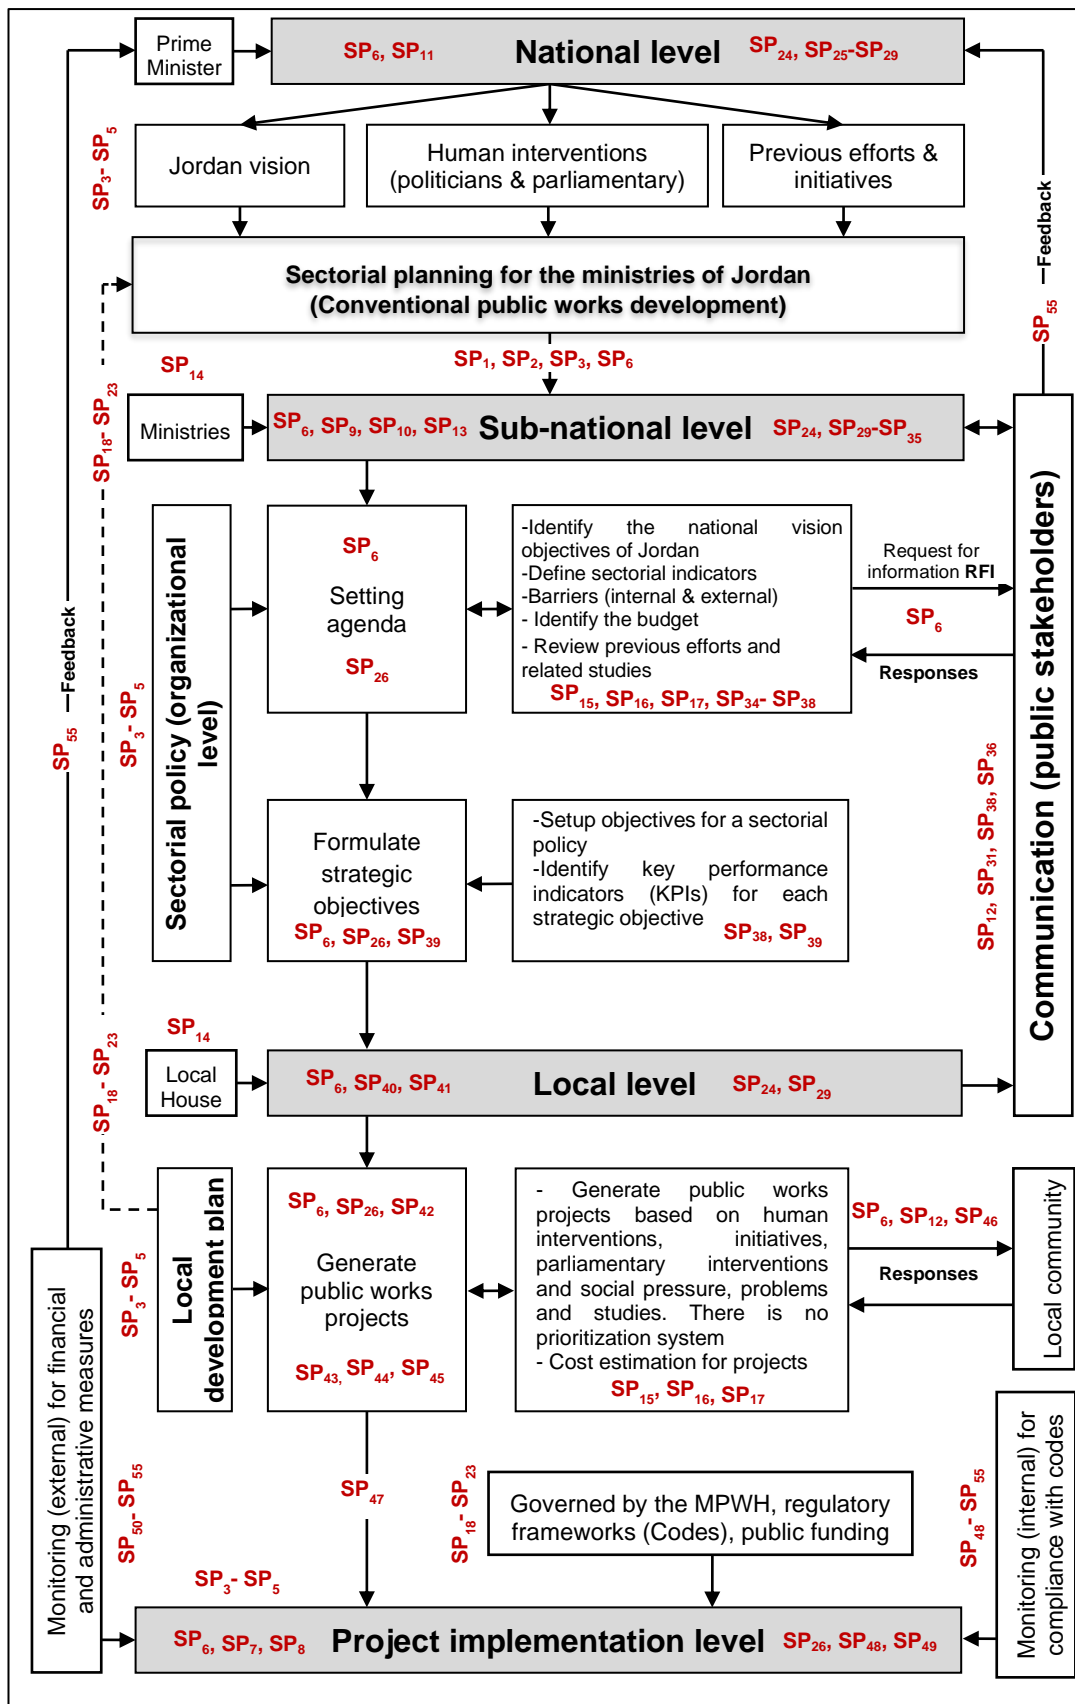 Prime
Minister
SP6, SP11
National level
SP24, SP25-SP29
SP3- SP5
Jordan vision
Human interventions
(politicians & parliamentary)
Previous efforts &
initiatives
Feedback
SP55
Sectorial planning for the ministries of Jordan
(Conventional public works development)
SP1, SP2, SP3, SP6
SP14
SP18- SP23
Ministries
SP6, SP9, SP10, SP13
Sub-national level
SP24, SP29-SP35
Communication (public stakeholders)
Sectorial policy (organizational
level)
SP3- SP5
SP6
Setting
agenda
SP26
-Identify the national vision
objectives of Jordan
-Define sectorial indicators
-Barriers (internal & external)
- Identify the budget
- Review previous efforts and
related studies
SP15, SP16, SP17, SP34- SP38
Request for
information RFI
SP6
Responses
Feedback
SP55
Formulate
strategic
objectives
SP6, SP26, SP39
-Setup objectives for a sectorial
policy
-Identify key performance
indicators (KPIs) for each
strategic objective
SP38, SP39
SP12, SP31, SP38, SP36
SP14
SP18 - SP23
Local
House
SP6, SP40, SP41
Local level
SP24, SP29
Local
development plan
SP3- SP5
SP6, SP26, SP42
Generate
public works
projects
SP43, SP44, SP45
- Generate public works
projects based on human
interventions, initiatives,
parliamentary interventions
and social pressure, problems
and studies. There is no
prioritization system
- Cost estimation for projects
SP15, SP16, SP17
SP6, SP12, SP46
Responses
Local community
Monitoring (external) for financial
and administrative measures
SP50- SP55
SP47
SP18 - SP23
Governed by the MPWH, regulatory
frameworks (Codes), public funding
SP48- SP55
Monitoring (internal) for
compliance with codes
SP3- SP5
SP6, SP7, SP8
Project implementation level
SP26, SP48, SP49